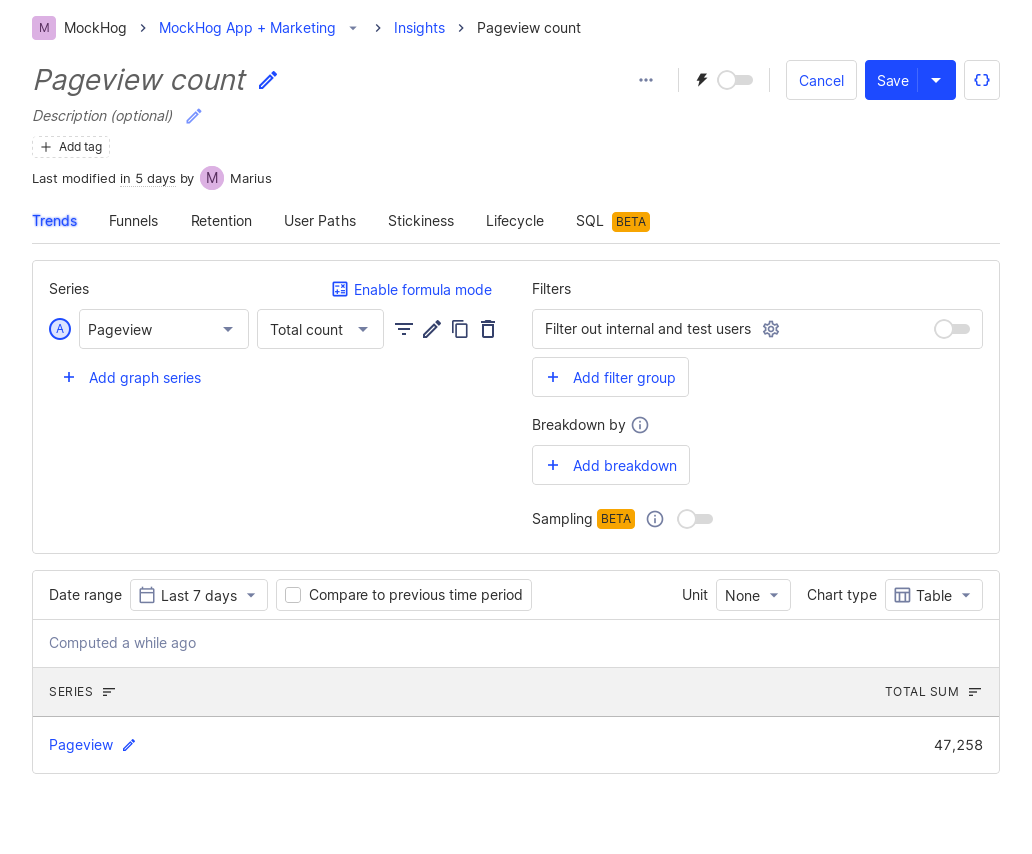 M MockHog MockHog App + Marketing Insights Pageview count
Pageview count
Cancel Save
Description (optional)
Add tag
Last modified in 5 days by M Marius
Trends Funnels Retention User Paths Stickiness Lifecycle SQL BETA
Series Enable formula mode
A Pageview Total count
Add graph series
Filters
Filter out internal and test users
Add filter group
Breakdown by
Add breakdown
Sampling BETA
Date range Last 7 days Compare to previous time period Unit None Chart type Table
Computed a while ago
SERIES TOTAL SUM
Pageview 47,258